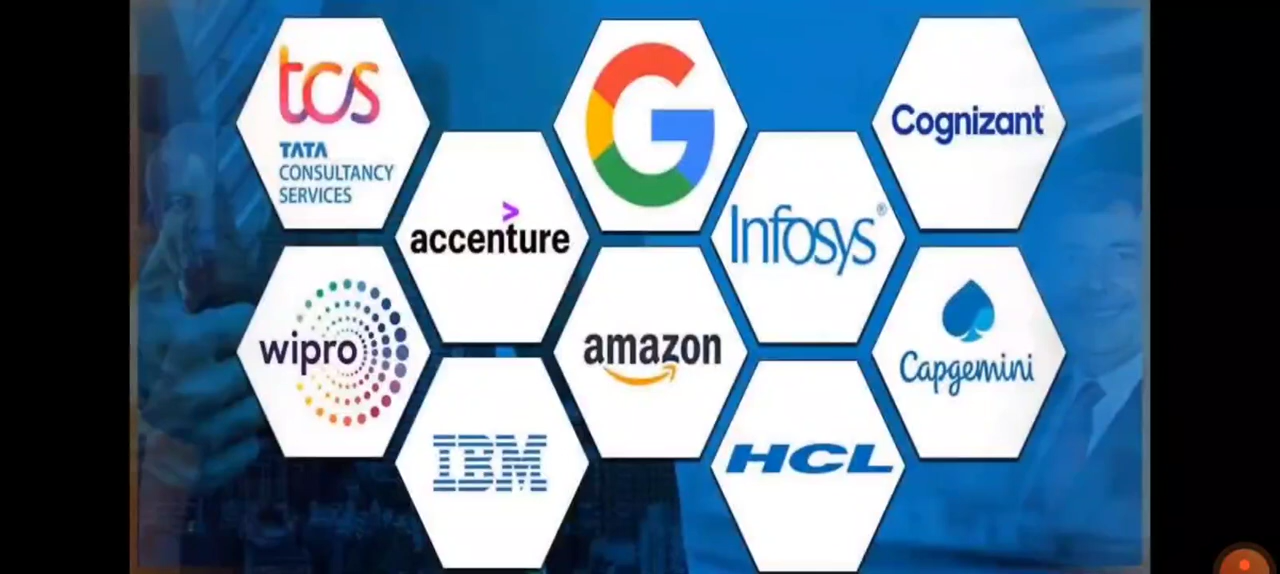 tcs
TATA
CONSULTANCY
SERVICES
accenture
G
Infosys®
Cognizant
wipro
amazon
Capgemini
IBM
HCL